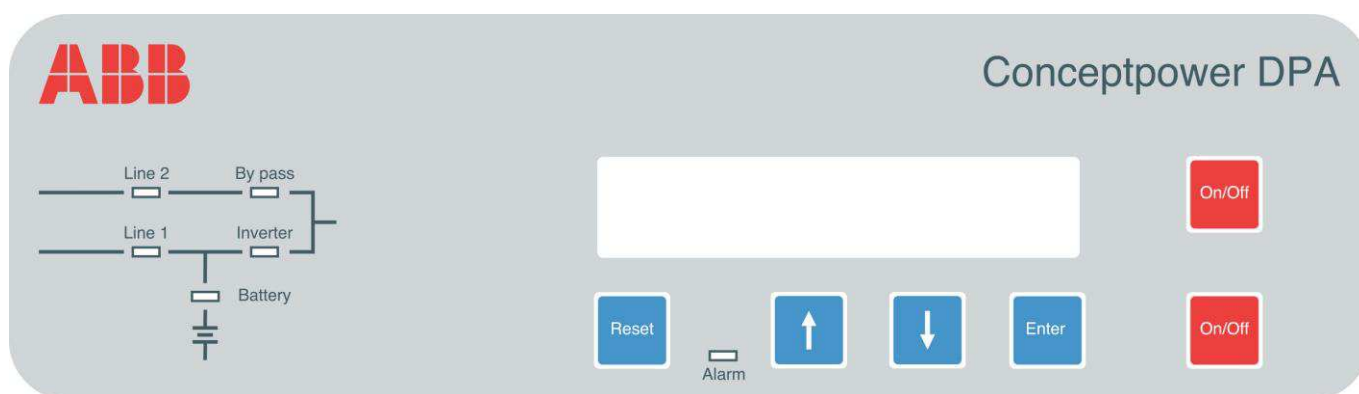 ABB
Conceptpower DPA
Line 2 By pass
On/Off
Line 1 Inverter
Battery
Reset
Enter
On/Off
Alarm